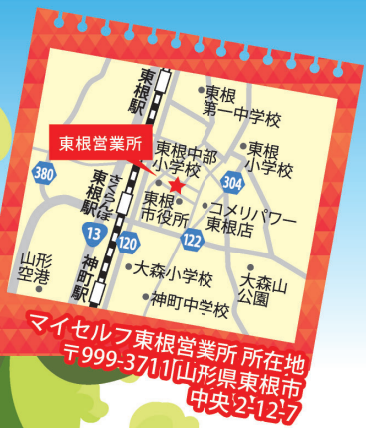 東根駅
東根
第一中学校
東根営業所
東根中部
小学校
東根
小学校
380
304
さくらんぼ
東根駅
東根
市役所
コメリパワー
東根店
13
120
122
山形
空港
神町駅
大森小学校
大森山
公園
神町中学校
マイセルフ東根営業所 所在地
〒999-3711 山形県東根市
中央 2-12-7